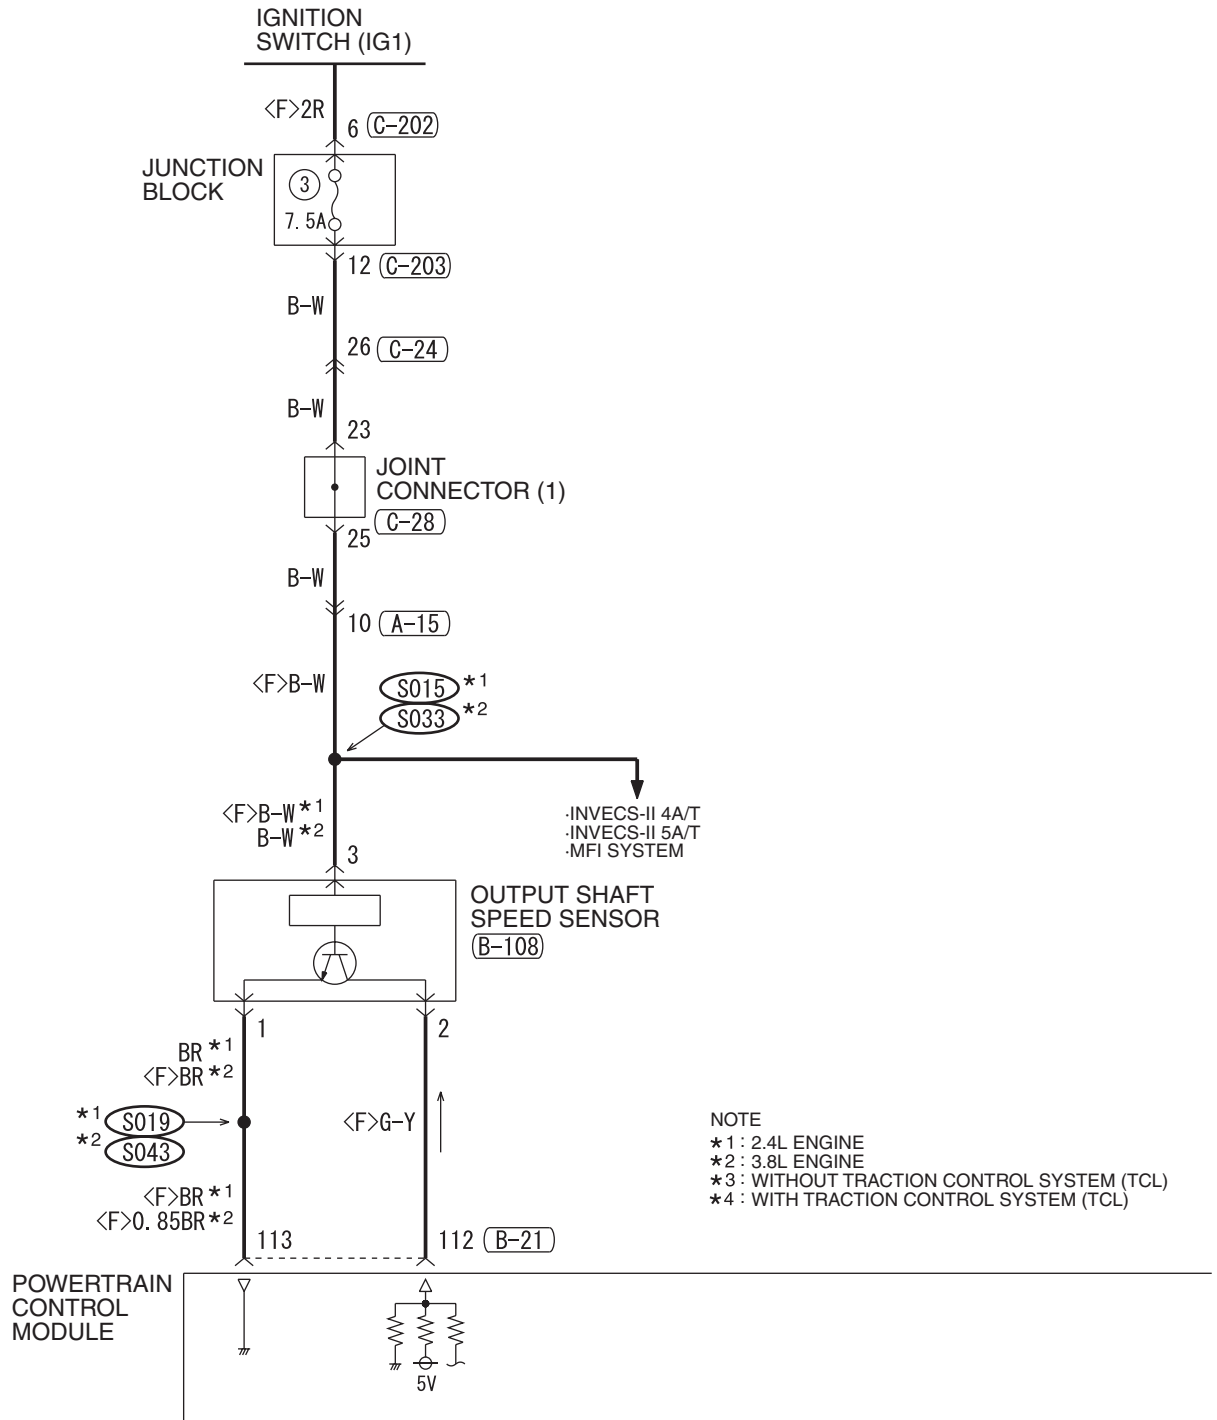 IGNITION
SWITCH (IG1)
<F>2R
6 C-202
JUNCTION
BLOCK
3
7.5A
12 C-203
B-W
26 C-24
B-W
23
JOINT
CONNECTOR (1)
C-28
25
B-W
10 A-15
<F>B-W
S015 *1
S033 *2
<F>B-W *1
B-W *2
3
·INVECS-II 4A/T
·INVECS-II 5A/T
·MFI SYSTEM
OUTPUT SHAFT
SPEED SENSOR
B-108
1
2
BR *1
<F>BR *2
*1 S019
*2 S043
<F>G-Y
<F>BR *1
<F>0.85BR *2
113
112 B-21
NOTE
*1 : 2.4L ENGINE
*2 : 3.8L ENGINE
*3 : WITHOUT TRACTION CONTROL SYSTEM (TCL)
*4 : WITH TRACTION CONTROL SYSTEM (TCL)
POWERTRAIN
CONTROL
MODULE
5V